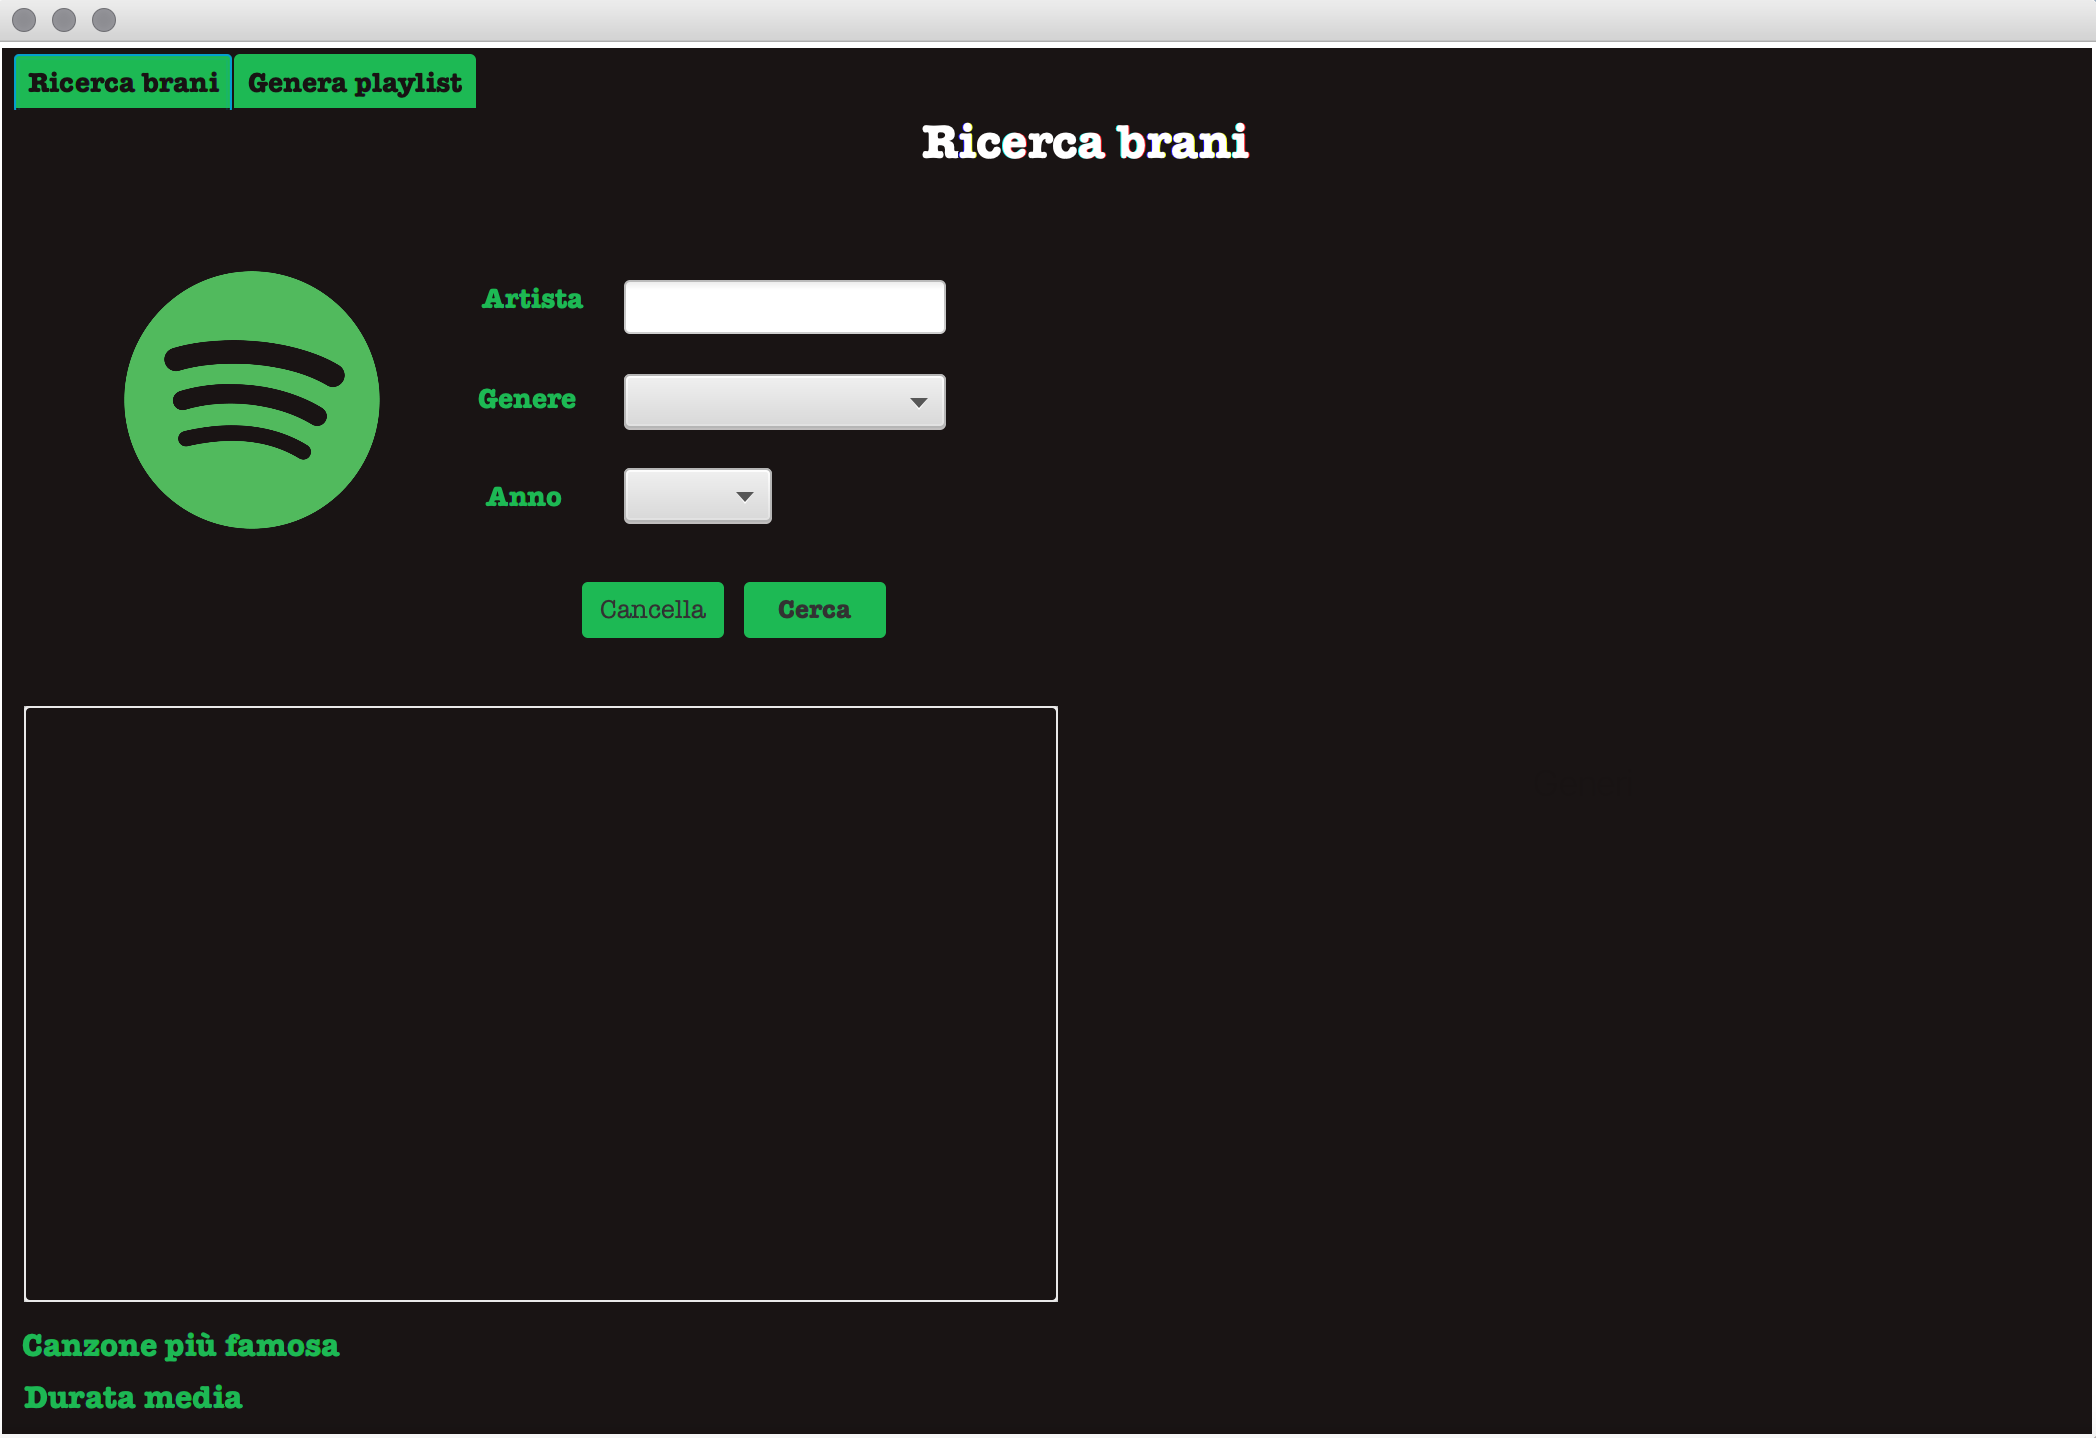 Ricerca brani Genera playlist
Ricerca brani
Artista
Genere
Anno
Cancella Cerca
Canzone più famosa
Durata media